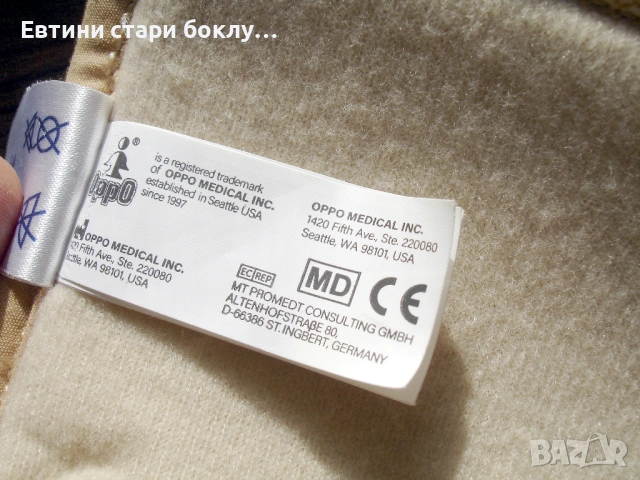 Евтини стари боклу...
®
OPPO
is a registered trademark
of OPPO MEDICAL INC.
established in Seattle USA
since 1997
OPPO MEDICAL INC.
1420 Fifth Ave., Ste. 220080
Seattle, WA 98101, USA
OPPO MEDICAL INC.
1420 Fifth Ave., Ste. 220080
Seattle, WA 98101, USA
EC REP
MD
CE
MT PROMEDT CONSULTING GMBH
ALTENHOFSTRAßE 80,
D-66386 ST. INGBERT, GERMANY
BAZAR